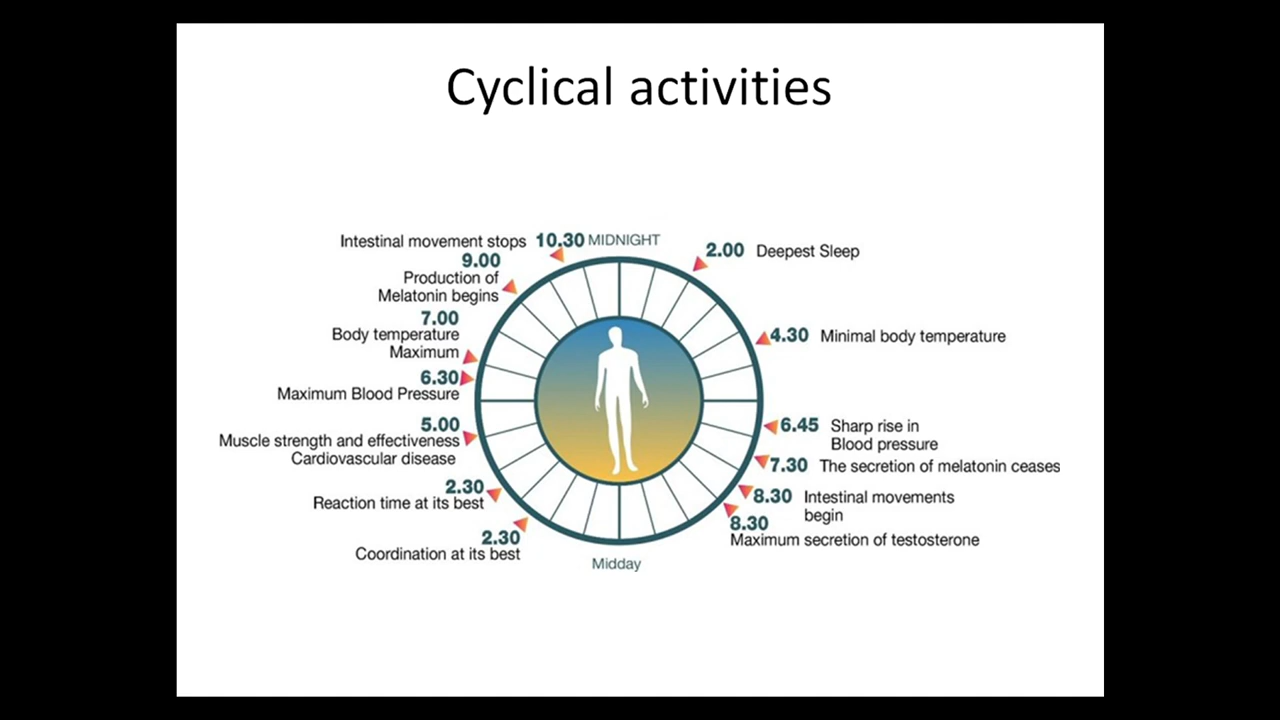 Cyclical activities
Intestinal movement stops 10.30 MIDNIGHT
2.00 Deepest Sleep
9.00
Production of
Melatonin begins
7.00
Body temperature
Maximum
4.30 Minimal body temperature
6.30
Maximum Blood Pressure
5.00
Muscle strength and effectiveness
Cardiovascular disease
6.45 Sharp rise in
Blood pressure
7.30 The secretion of melatonin ceases
2.30
Reaction time at its best
8.30 Intestinal movements
begin
8.30
Maximum secretion of testosterone
2.30
Coordination at its best
Midday